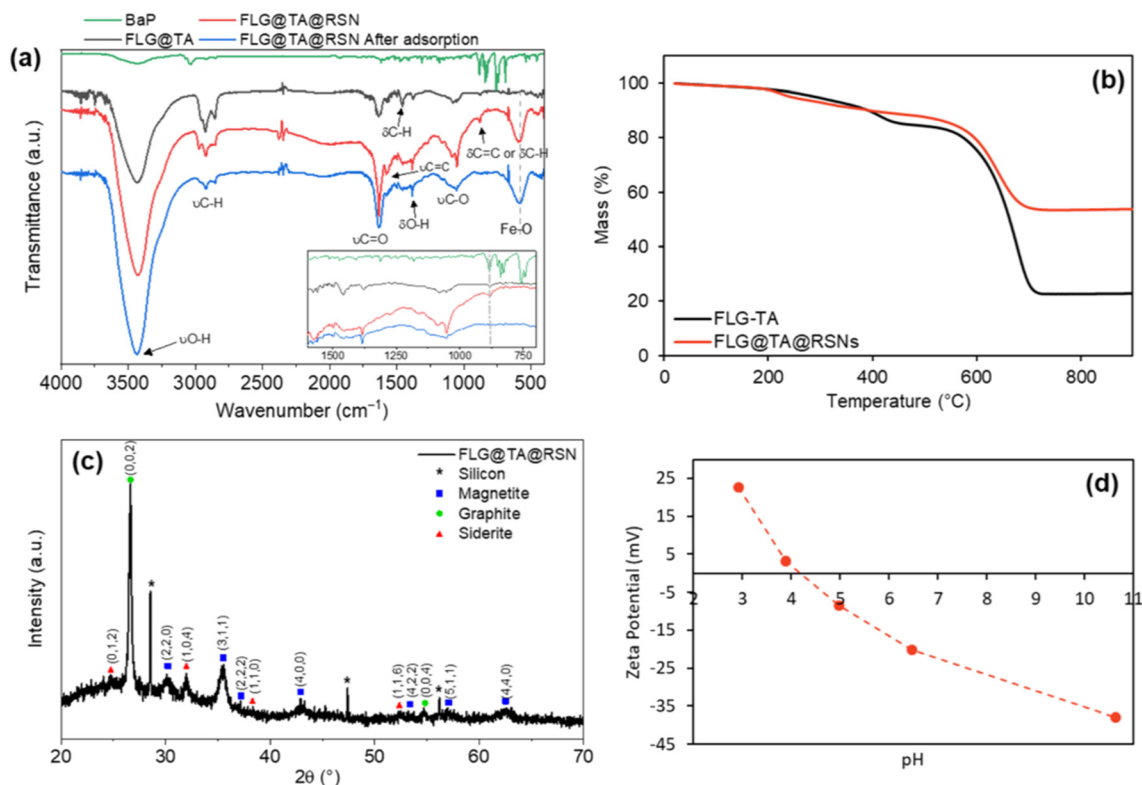 (a)
BaP
FLG@TA@RSN
FLG@TA
FLG@TA@RSN After adsorption
Transmittance (a.u.)
δC-H
δC=C or δC-H
υC=C
υC-H
υC-O
δO-H
Fe-O
υC=O
υO-H
1500 1250 1000 750
4000 3500 3000 2500 2000 1500 1000 500
Wavenumber (cm⁻¹)
(b)
Mass (%)
100
80
60
40
20
0
FLG-TA
FLG@TA@RSNs
0 200 400 600 800
Temperature (°C)
(c)
Intensity (a.u.)
FLG@TA@RSN
* Silicon
Magnetite
Graphite
Siderite
(0,1,2)
(0,0,2)
*
(2,2,0)
(1,0,4)
(3,1,1)
(2,2,2)
(1,1,0)
(4,0,0)
*
(1,1,6)
(4,2,2)
(0,0,4)
*
(5,1,1)
(4,4,0)
20 30 40 50 60 70
2θ (°)
(d)
Zeta Potential (mV)
25
15
5
-5
-15
-25
-35
-45
2 3 4 5 6 7 8 9 10 11
pH